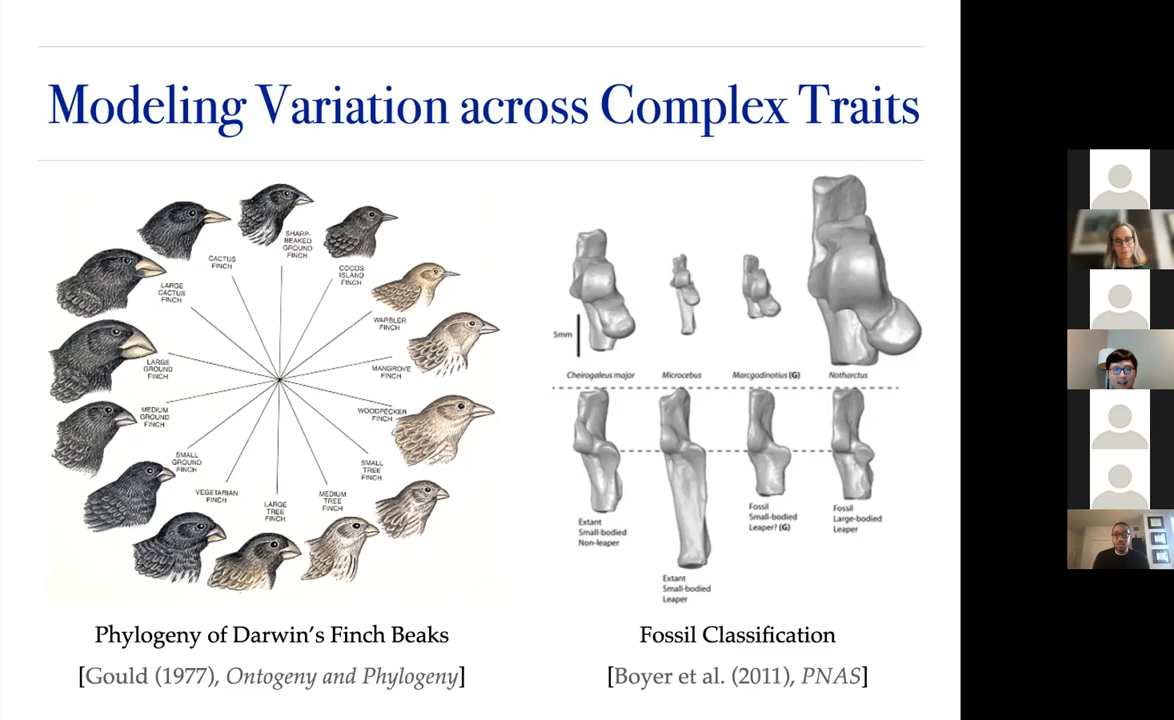 Modeling Variation across Complex Traits
SHARP-
BEAKED
GROUND
FINCH
COCOS
ISLAND
FINCH
WARBLER
FINCH
MANGROVE
FINCH
WOODPECKER
FINCH
SMALL
TREE
FINCH
MEDIUM
TREE
FINCH
LARGE
TREE
FINCH
VEGETARIAN
FINCH
SMALL
GROUND
FINCH
MEDIUM
GROUND
FINCH
LARGE
GROUND
FINCH
LARGE
CACTUS
FINCH
CACTUS
FINCH
Phylogeny of Darwin's Finch Beaks
[Gould (1977), Ontogeny and Phylogeny]
5mm
Cheirogaleus major
Microcebus
Marcgodinotius (G)
Notharctus
Extant
Small-bodied
Non-leaper
Extant
Small-bodied
Leaper
Fossil
Small-bodied
Leaper? (G)
Fossil
Large-bodied
Leaper
Fossil Classification
[Boyer et al. (2011), PNAS]